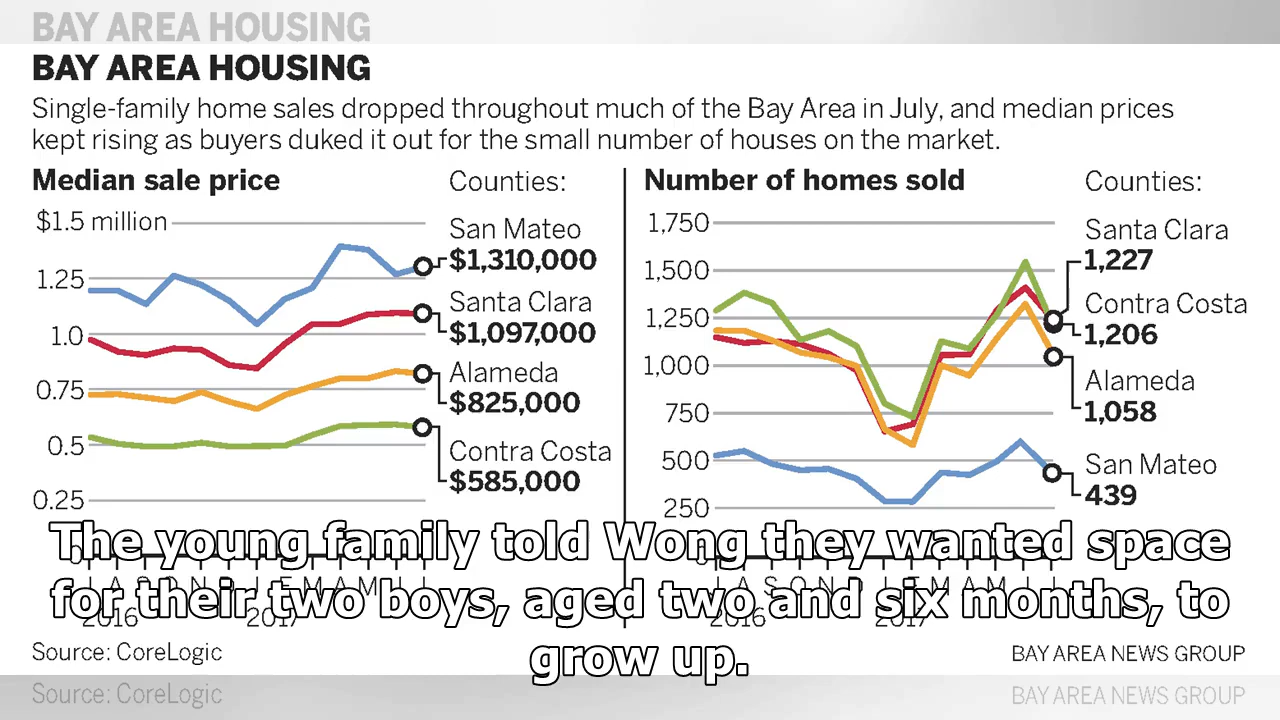 BAY AREA HOUSING
BAY AREA HOUSING
Single-family home sales dropped throughout much of the Bay Area in July, and median prices
kept rising as buyers duked it out for the small number of houses on the market.
Median sale price
Counties:
$1.5 million
1.25
1.0
0.75
0.5
0.25
0
San Mateo
$1,310,000
Santa Clara
$1,097,000
Alameda
$825,000
Contra Costa
$585,000
J A S O N D J F M A M J J
2016
2017
Number of homes sold
Counties:
1,750
1,500
1,250
1,000
750
500
250
0
Santa Clara
1,227
Contra Costa
1,206
Alameda
1,058
San Mateo
439
J A S O N D J F M A M J J
2016
2017
The young family told Wong they wanted space
for their two boys, aged two and six months, to
grow up.
Source: CoreLogic
BAY AREA NEWS GROUP
Source: CoreLogic
BAY AREA NEWS GROUP